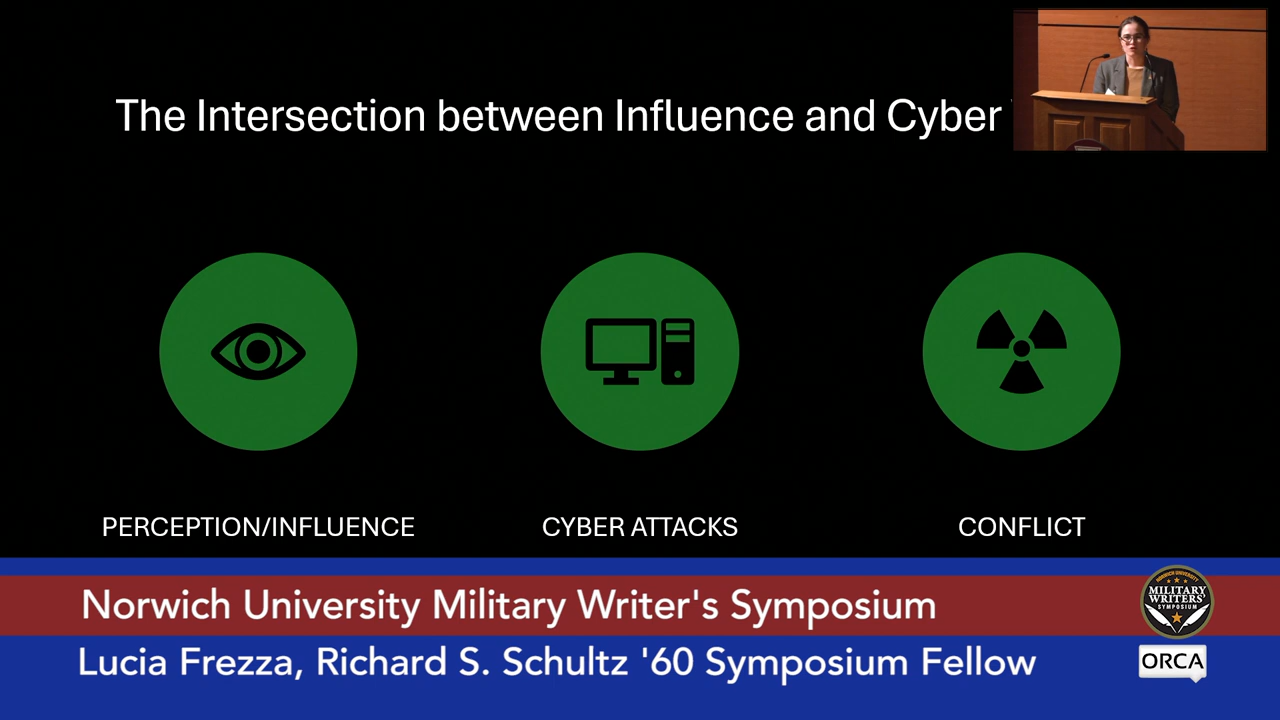 The Intersection between Influence and Cyber
PERCEPTION/INFLUENCE
CYBER ATTACKS
CONFLICT
Norwich University Military Writer's Symposium
NORWICH UNIVERSITY
MILITARY
WRITERS'
SYMPOSIUM
Lucia Frezza, Richard S. Schultz '60 Symposium Fellow
ORCA